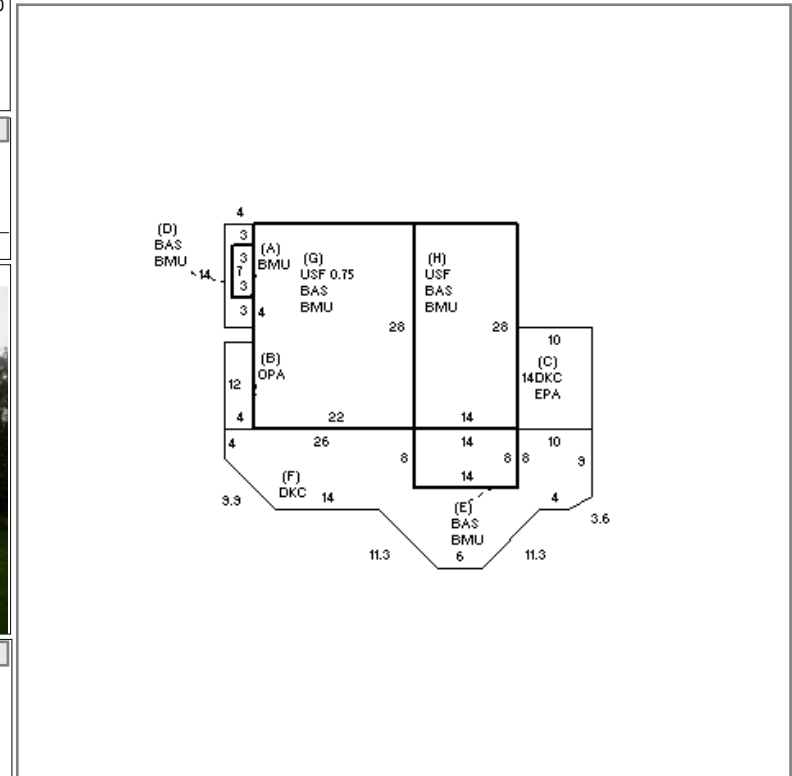 4
(D)
BAS
BMU
14
3
3
7
3
3
(A)
BMU
4
(G)
USF 0.75
BAS
BMU
(H)
USF
BAS
BMU
28
28
10
(C)
14DKC
EPA
(B)
OPA
12
4
22
14
4
26
14
10
8
8
8
9
14
(F)
DKC
14
9.9
4
3.6
(E)
BAS
BMU
11.3
6
11.3